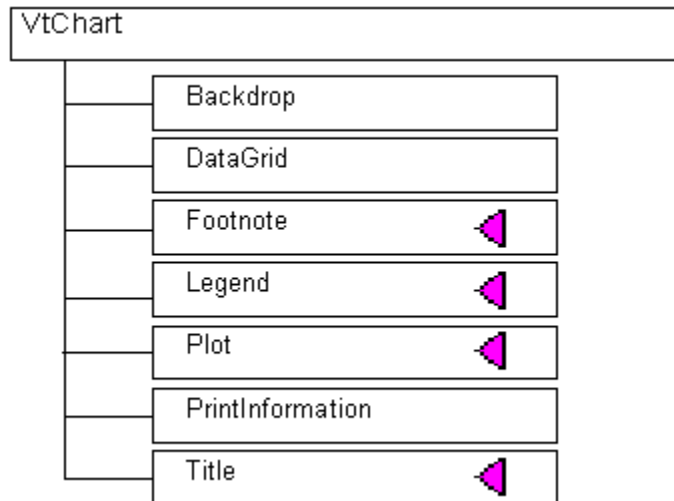 VtChart
Backdrop
DataGrid
Footnote
Legend
Plot
PrintInformation
Title